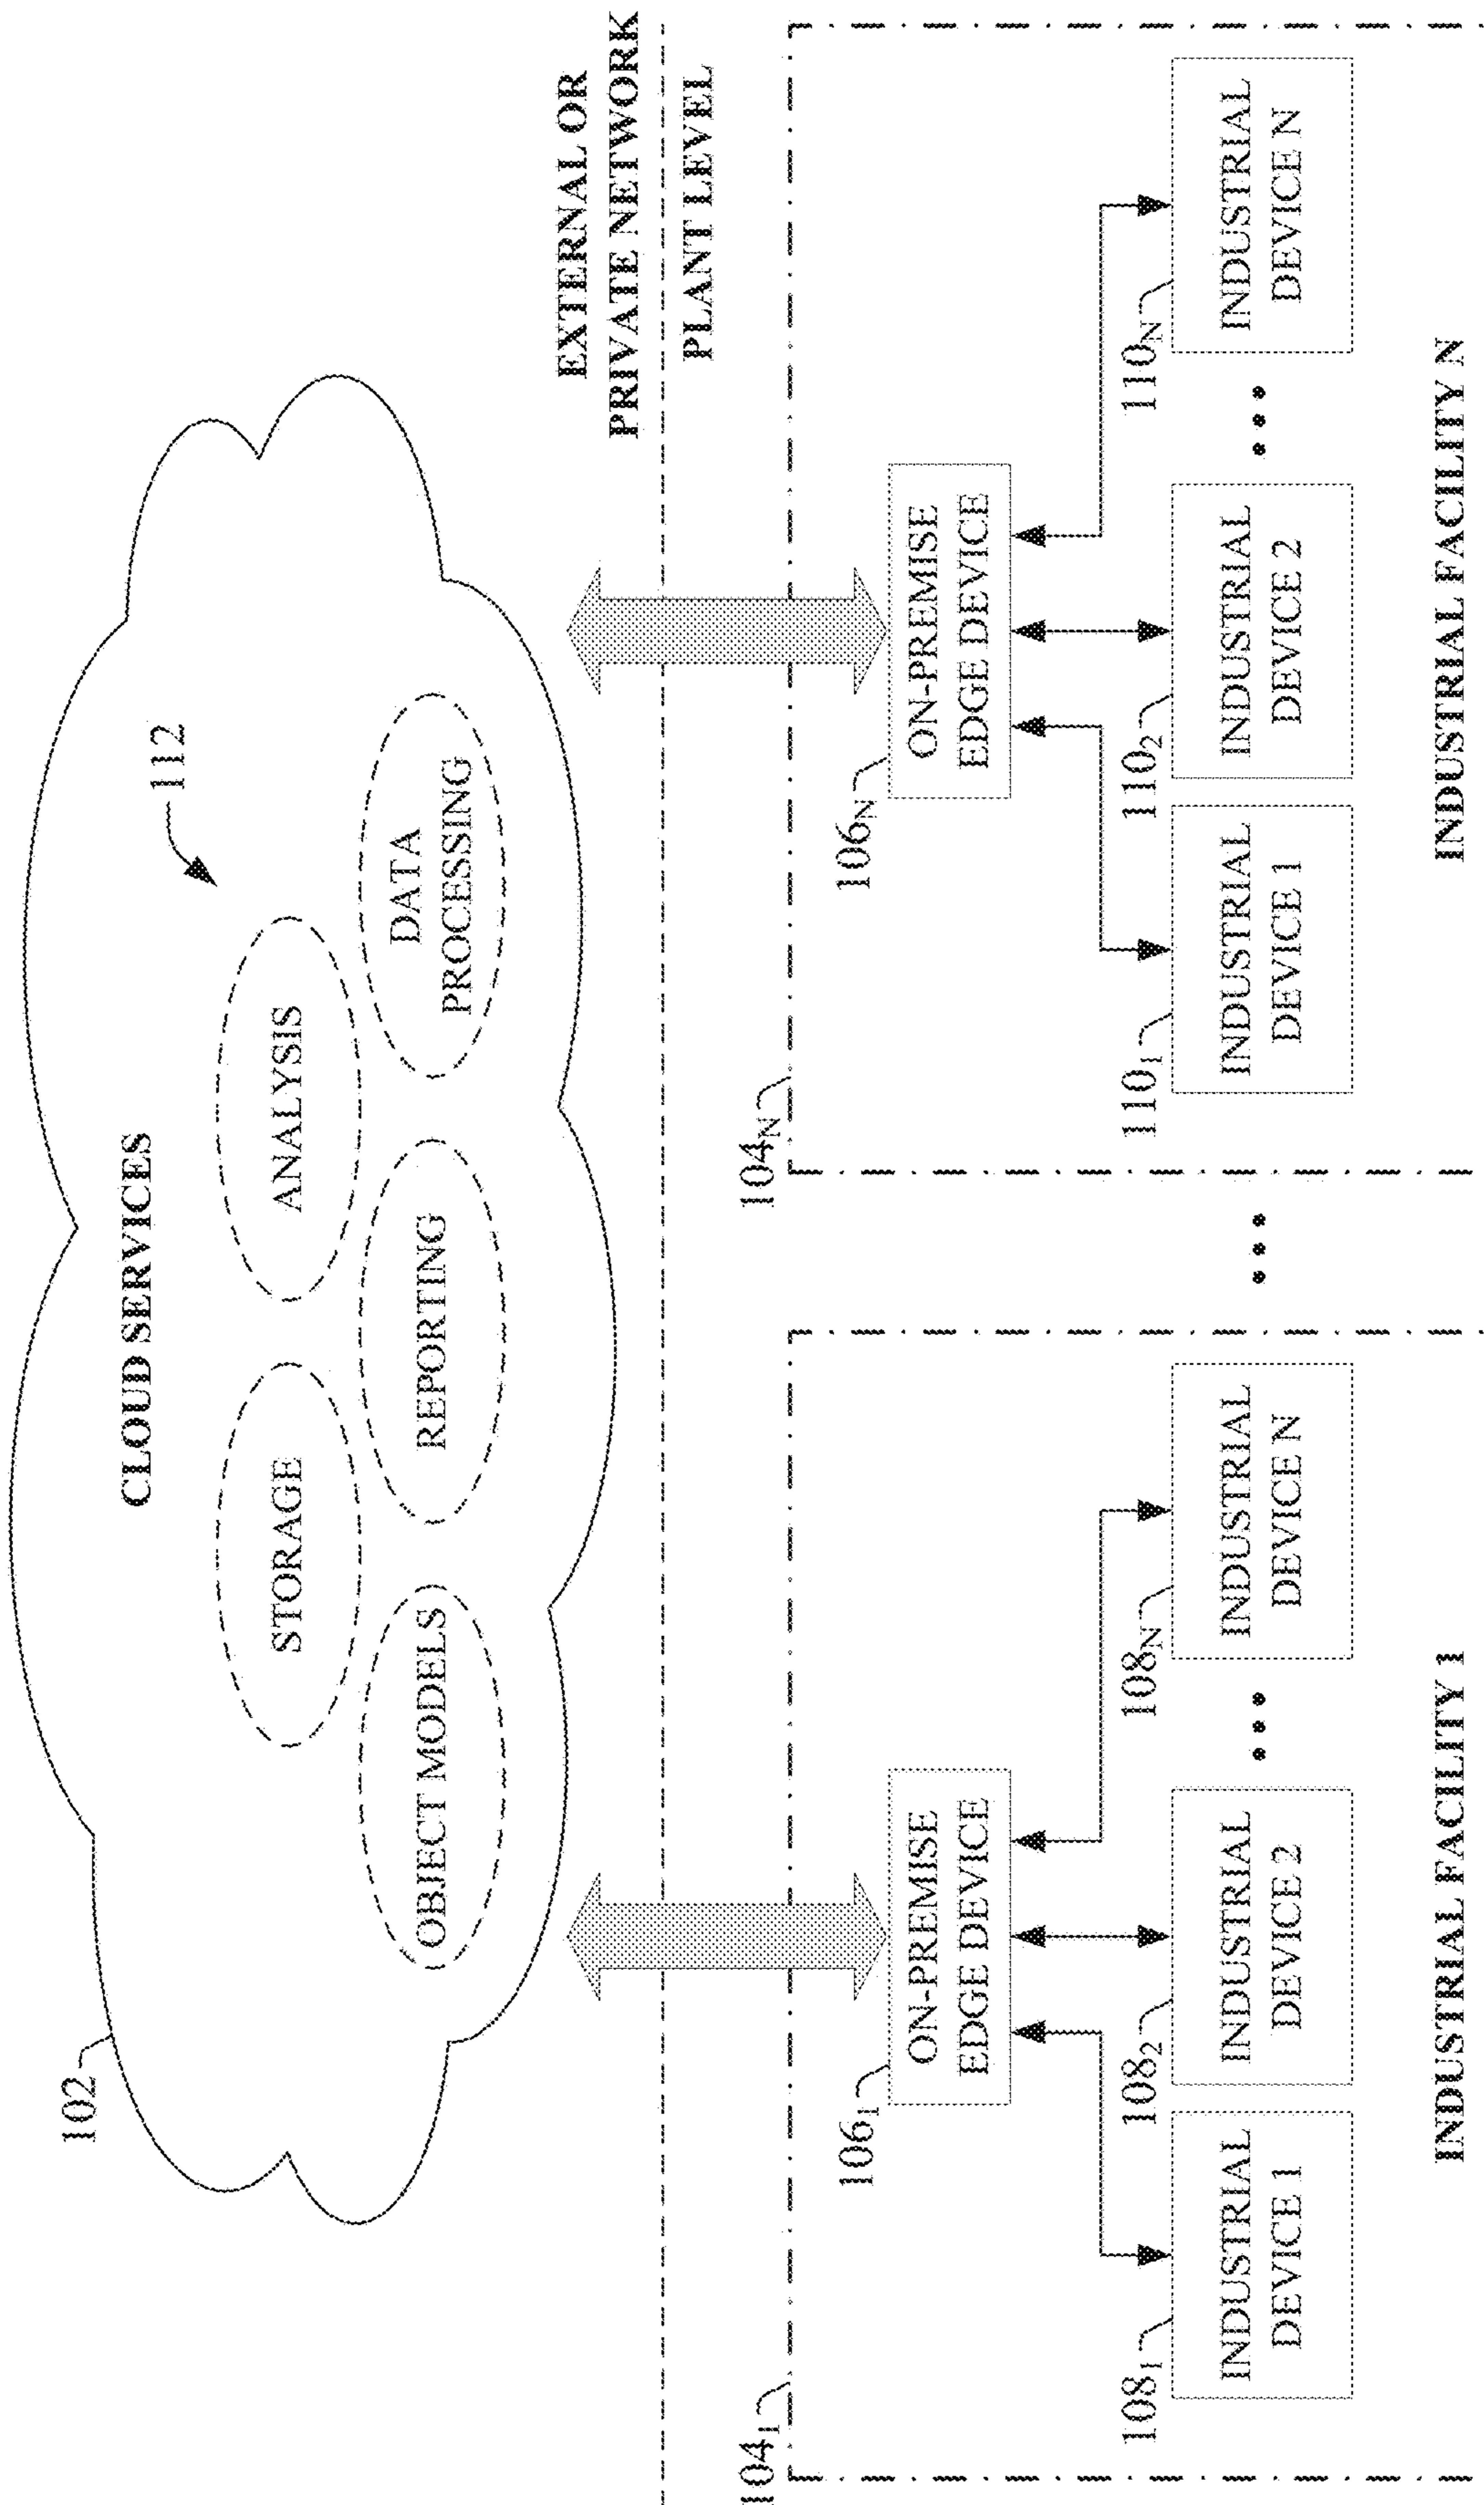 102
CLOUD SERVICES
112
STORAGE
ANALYSIS
OBJECT MODELS
REPORTING
DATA
PROCESSING
EXTERNAL OR
PRIVATE NETWORK
PLANT LEVEL
104₁
104N
106₁
ON-PREMISE
EDGE DEVICE
106N
ON-PREMISE
EDGE DEVICE
108₁
108₂
108N
110₁
110₂
110N
INDUSTRIAL
DEVICE 1
INDUSTRIAL
DEVICE 2
• • •
INDUSTRIAL
DEVICE N
• • •
INDUSTRIAL
DEVICE 1
INDUSTRIAL
DEVICE 2
• • •
INDUSTRIAL
DEVICE N
INDUSTRIAL FACILITY 1
INDUSTRIAL FACILITY N